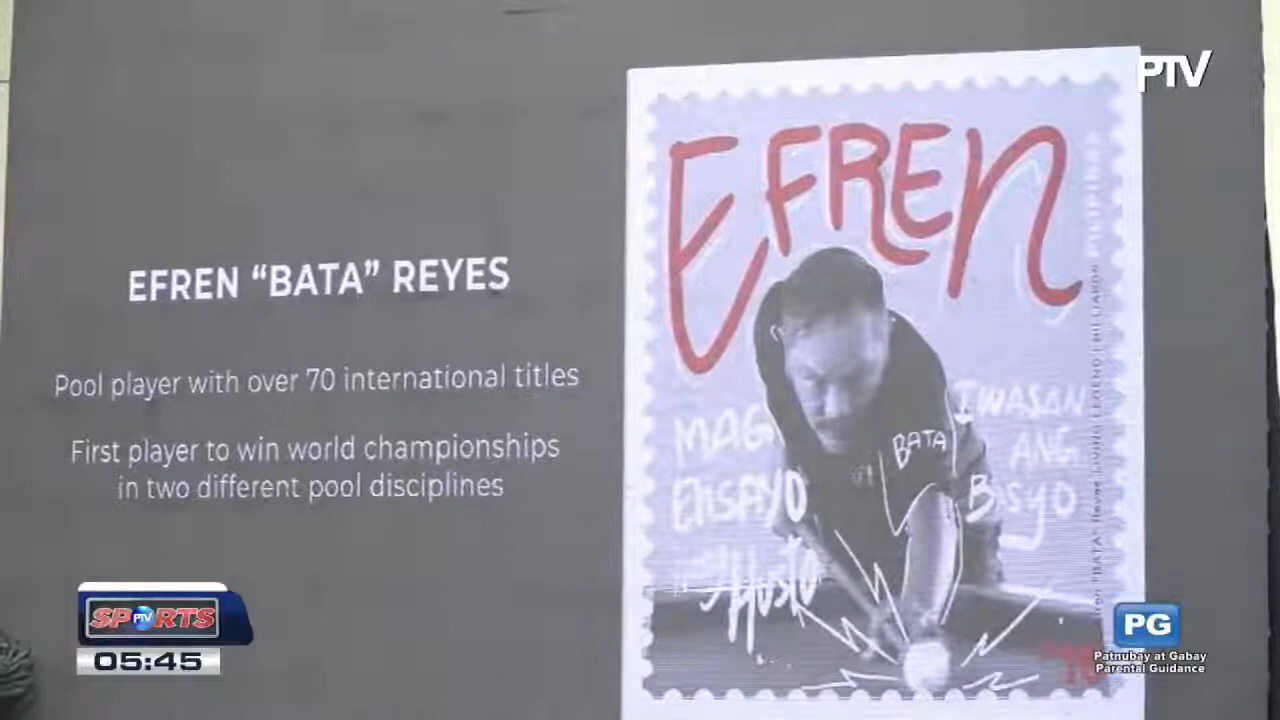 PTV
EFREN
EFREN “BATA” REYES
Pool player with over 70 international titles
First player to win world championships
in two different pool disciplines
MAG
ENSAYO
Husto
BATA
IWASAN
ANG
BISYO
SPORTS
PTV
05:45
PG
Patnubay at Gabay
Parental Guidance